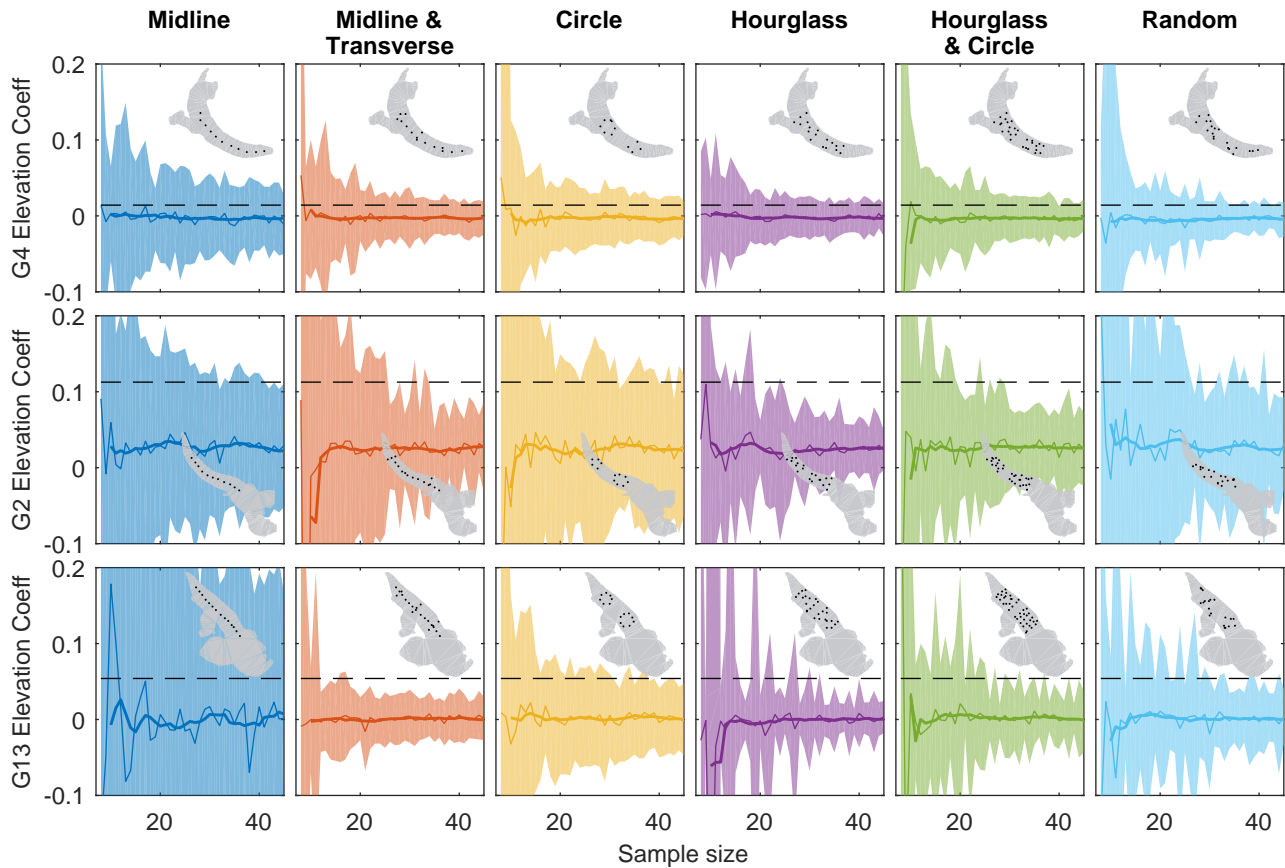 Midline
Midline &
Transverse
Circle
Hourglass
Hourglass
& Circle
Random
G4 Elevation Coeff
0.2
0.1
0
-0.1
G2 Elevation Coeff
0.2
0.1
0
-0.1
G13 Elevation Coeff
0.2
0.1
0
-0.1
20 40 20 40 20 40 20 40 20 40 20 40
Sample size